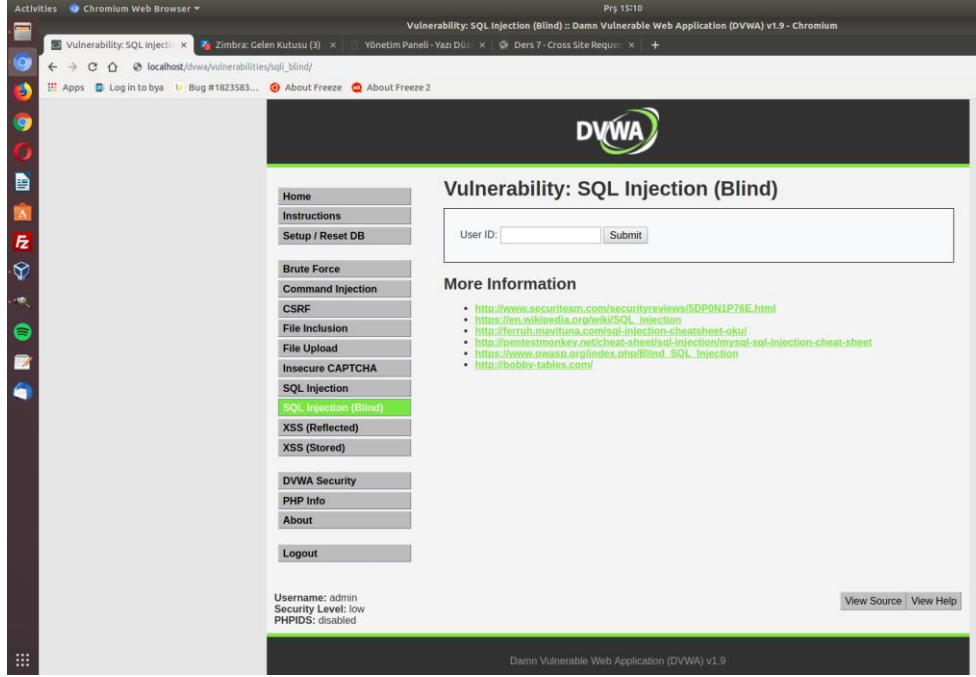 Activities Chromium Web Browser Prş 15:10
Vulnerability: SQL Injection (Blind) :: Damn Vulnerable Web Application (DVWA) v1.9 - Chromium
Vulnerability: SQL Injecti Zimbra: Gelen Kutusu (3) Yönetim Paneli - Yazı Düz Ders 7 - Cross Site Reque
localhost/dvwa/vulnerabilities/sqli_blind/
Apps Log in to bya Bug #1823583... About Freeze About Freeze 2
DVWA
Home
Instructions
Setup / Reset DB
Brute Force
Command Injection
CSRF
File Inclusion
File Upload
Insecure CAPTCHA
SQL Injection
SQL Injection (Blind)
XSS (Reflected)
XSS (Stored)
DVWA Security
PHP Info
About
Logout
Vulnerability: SQL Injection (Blind)
User ID: Submit
More Information
http://www.securiteam.com/securityreviews/5DP0N1P76E.html
https://en.wikipedia.org/wiki/SQL_injection
http://ferruh.mavituna.com/sql-injection-cheatsheet-oku/
http://pentestmonkey.net/cheat-sheet/sql-injection/mysql-sql-injection-cheat-sheet
https://www.owasp.org/index.php/Blind_SQL_Injection
http://bobby-tables.com/
Username: admin
Security Level: low
PHPIDS: disabled
View Source View Help
Damn Vulnerable Web Application (DVWA) v1.9